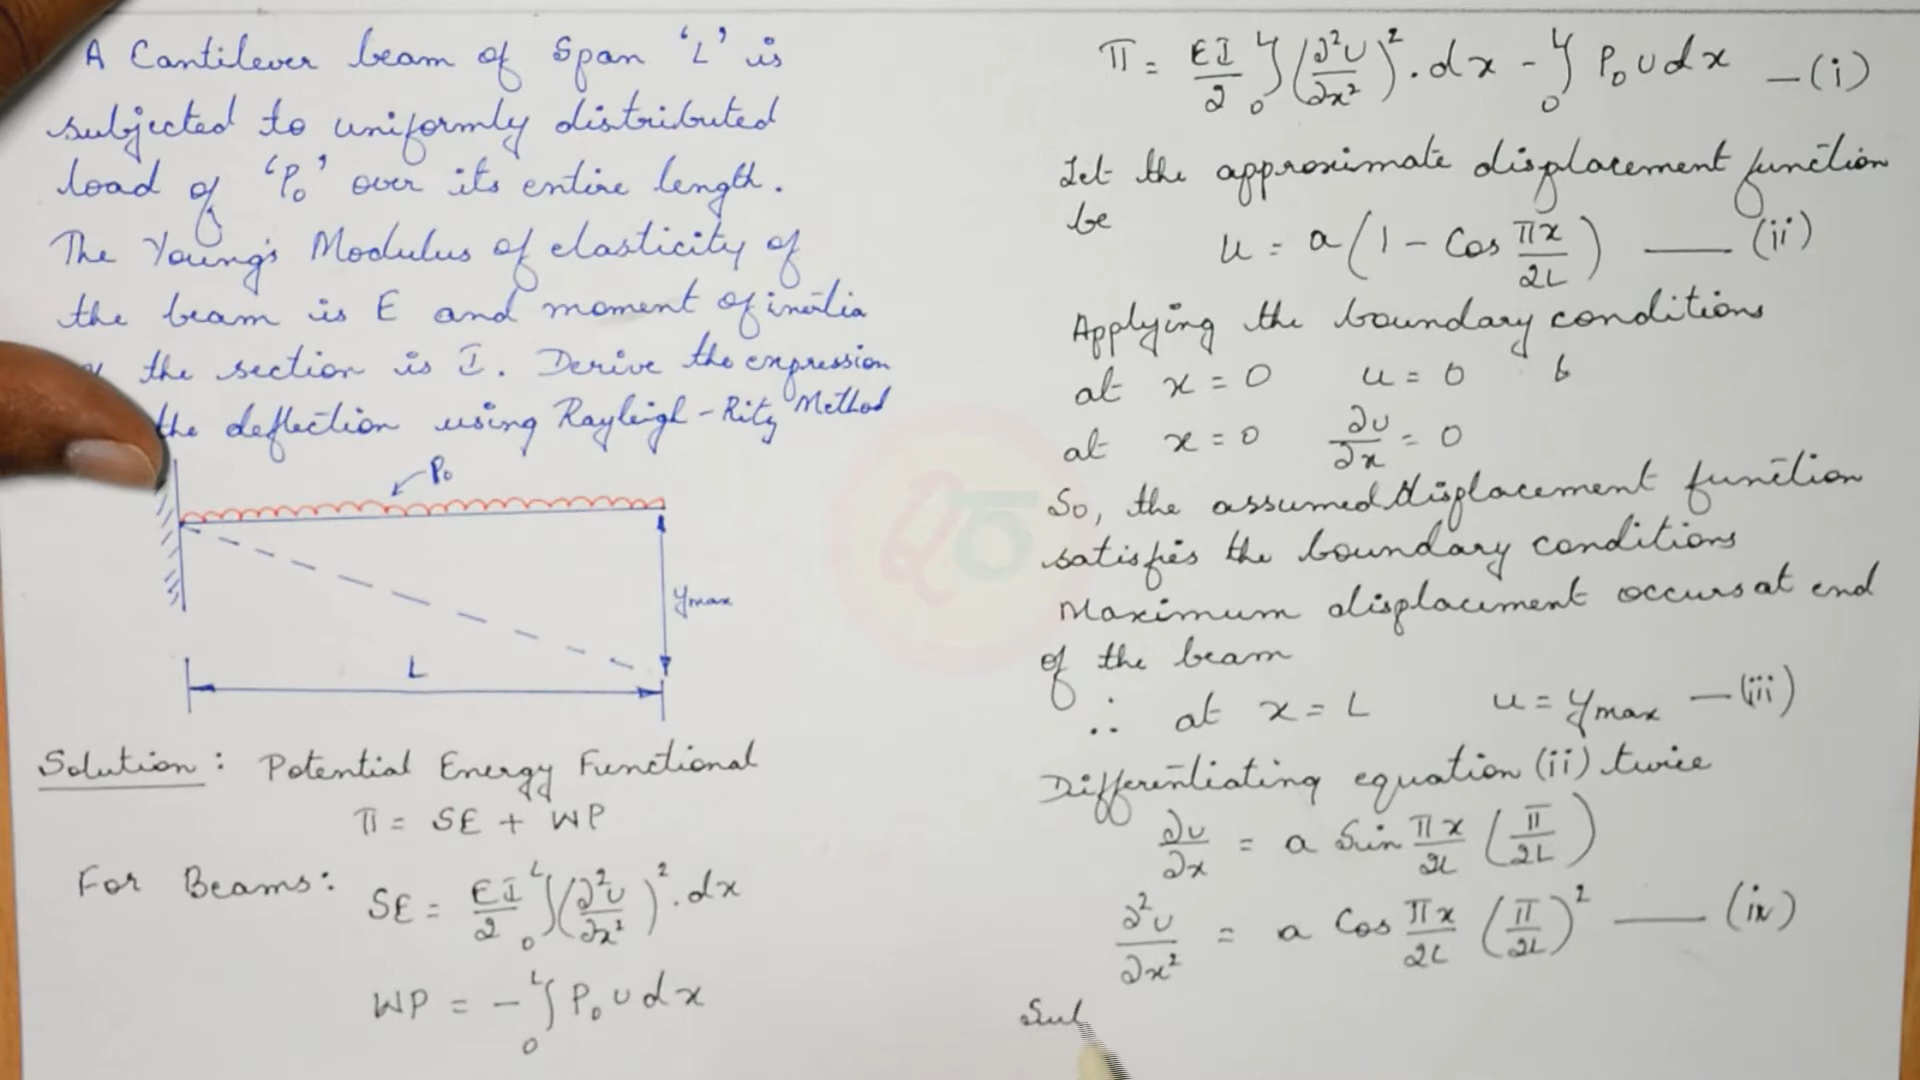 A Cantilever beam of Span 'L' is
subjected to uniformly distributed
load of 'P₀' over its entire length.
The Young's Modulus of elasticity of
the beam is E and moment of inertia
the section is I. Derive the expression
the deflection using Rayleigh-Ritz Method
P₀
ymax
L
Solution: Potential Energy Functional
Π = SE + WP
For Beams: SE = EI/2 ₀∫ᴸ (∂²u/∂x²)² . dx
WP = - ₀∫ᴸ P₀ u dx
Π = EI/2 ₀∫ᴸ (∂²u/∂x²)² . dx - ₀∫ᴸ P₀ u dx — (i)
Let the approximate displacement function
be
u = a (1 - Cos πx/2L) — (ii)
Applying the boundary conditions
at x = 0 u = 0 &
at x = 0 ∂u/∂x = 0
So, the assumed displacement function
satisfies the boundary conditions
Maximum displacement occurs at end
of the beam
∴ at x = L u = ymax — (iii)
Differentiating equation (ii) twice
∂u/∂x = a Sin πx/2L (π/2L)
∂²u/∂x² = a Cos πx/2L (π/2L)² — (iv)
Sub